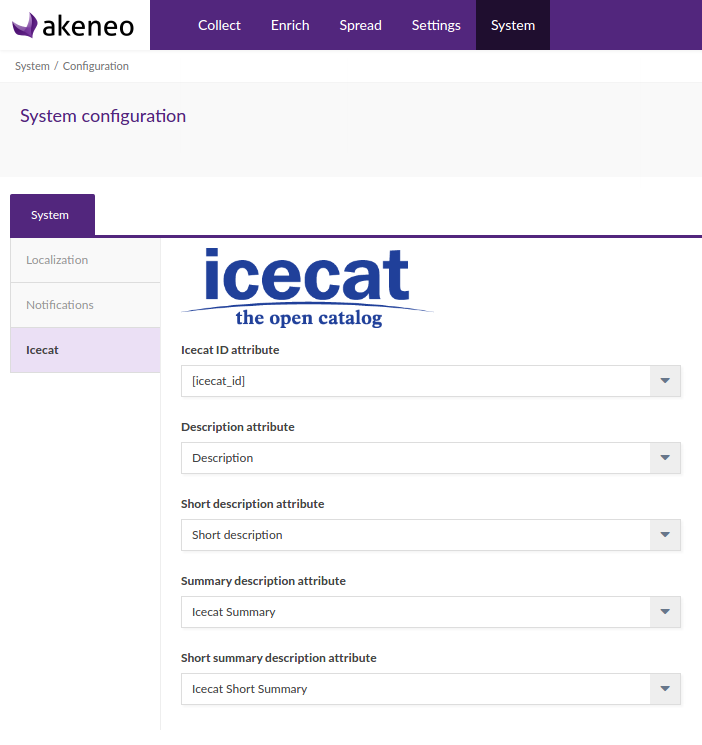 akeneo
Collect Enrich Spread Settings System
System / Configuration
System configuration
System
Localization
Notifications
Icecat
icecat
the open catalog
Icecat ID attribute
[icecat_id]
Description attribute
Description
Short description attribute
Short description
Summary description attribute
Icecat Summary
Short summary description attribute
Icecat Short Summary